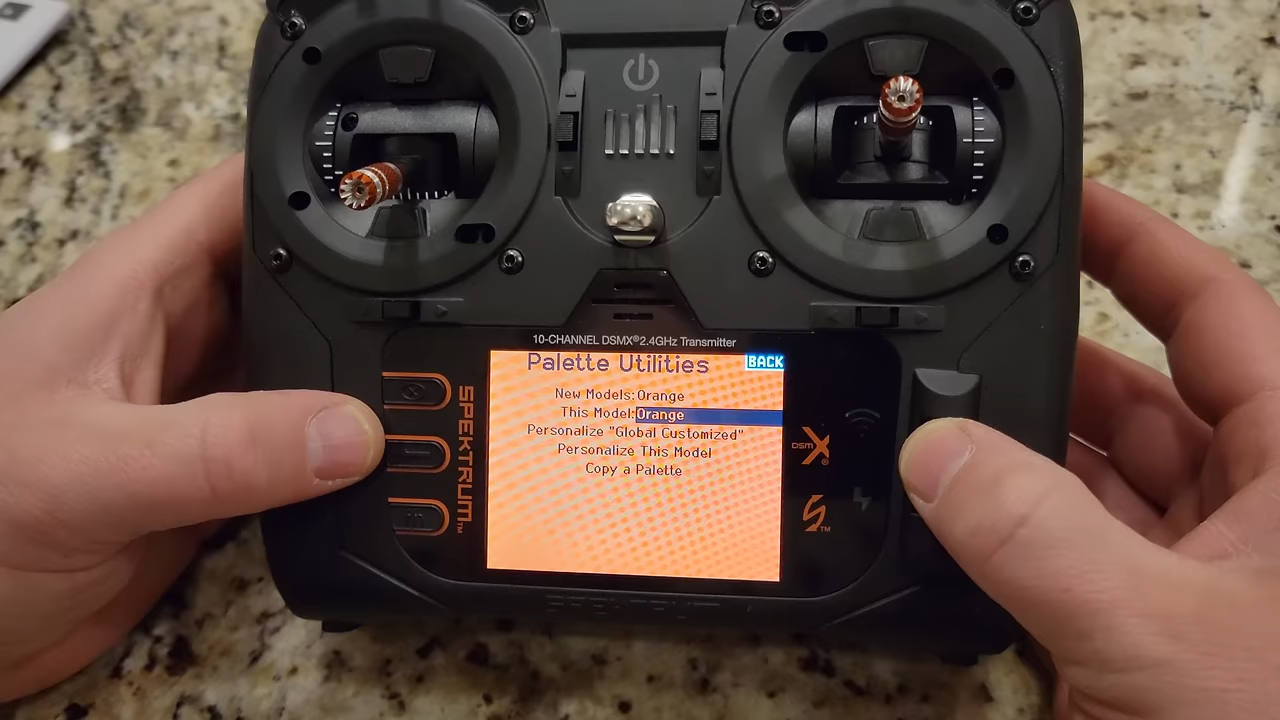 10-CHANNEL DSMX®2.4GHz Transmitter
Palette Utilities
BACK
New Models:Orange
This Model:Orange
Personalize "Global Customized"
Personalize This Model
Copy a Palette
SPEKTRUM™
DSMX®